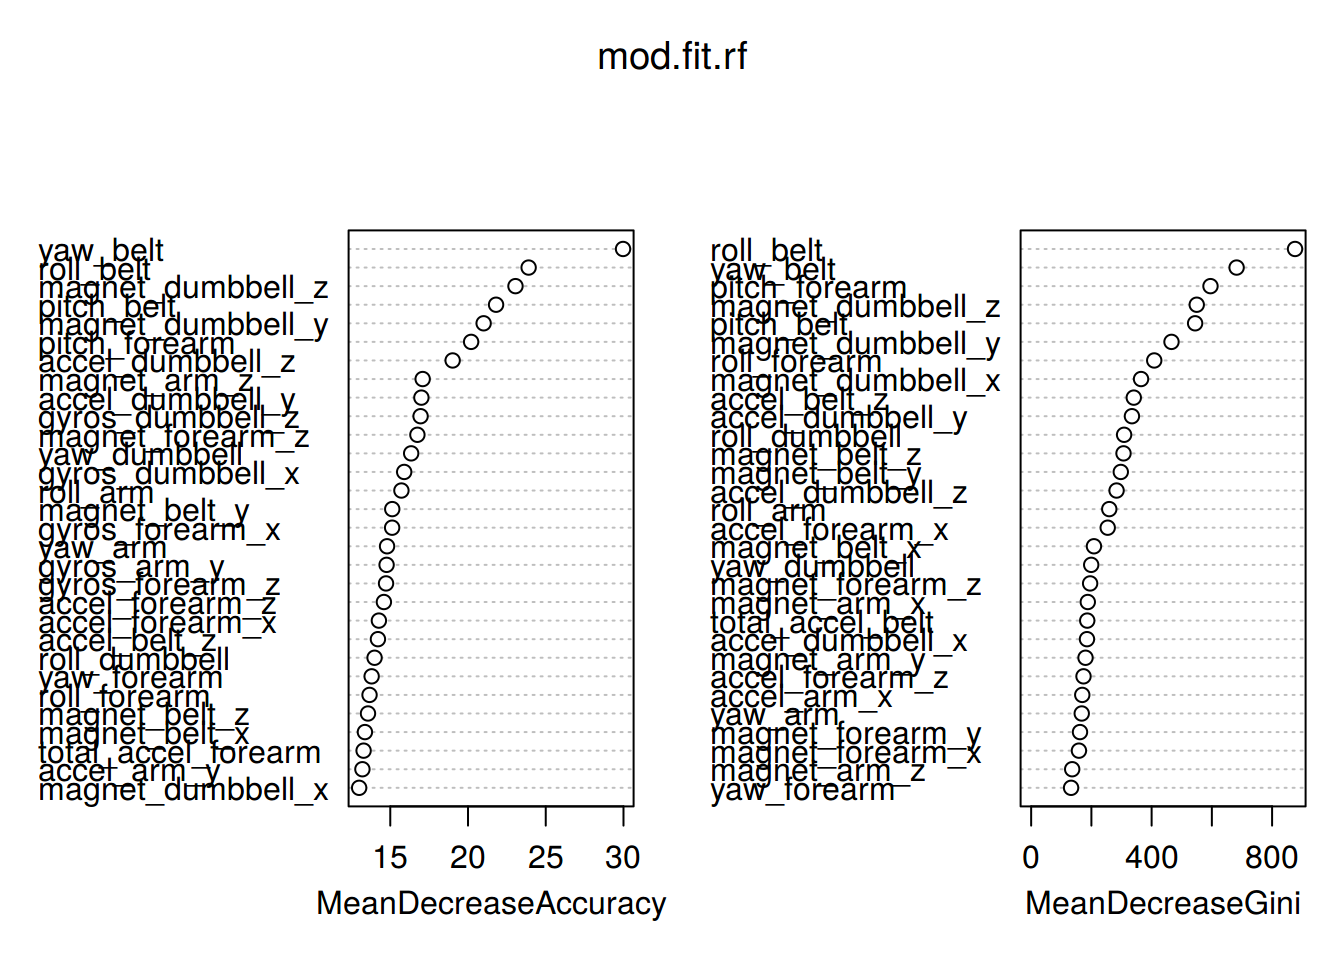 mod.fit.rf
yaw_belt
roll_belt
magnet_dumbbell_z
pitch_belt
magnet_dumbbell_y
pitch_forearm
accel_dumbbell_z
magnet_arm_z
accel_dumbbell_y
gyros_dumbbell_z
magnet_forearm_z
yaw_dumbbell
gyros_dumbbell_x
roll_arm
magnet_belt_y
gyros_forearm_x
yaw_arm
gyros_arm_y
gyros_forearm_z
accel_forearm_z
accel_forearm_x
accel_belt_z
roll_dumbbell
yaw_forearm
roll_forearm
magnet_belt_z
magnet_belt_x
total_accel_forearm
accel_arm_y
magnet_dumbbell_x
15 20 25 30
MeanDecreaseAccuracy
roll_belt
yaw_belt
pitch_forearm
magnet_dumbbell_z
pitch_belt
magnet_dumbbell_y
roll_forearm
magnet_dumbbell_x
accel_belt_z
accel_dumbbell_y
roll_dumbbell
magnet_belt_z
magnet_belt_y
accel_dumbbell_z
roll_arm
accel_forearm_x
magnet_belt_x
yaw_dumbbell
magnet_forearm_z
magnet_arm_x
total_accel_belt
accel_dumbbell_x
magnet_arm_y
accel_forearm_z
accel_arm_x
yaw_arm
magnet_forearm_y
magnet_forearm_x
magnet_arm_z
yaw_forearm
0 400 800
MeanDecreaseGini